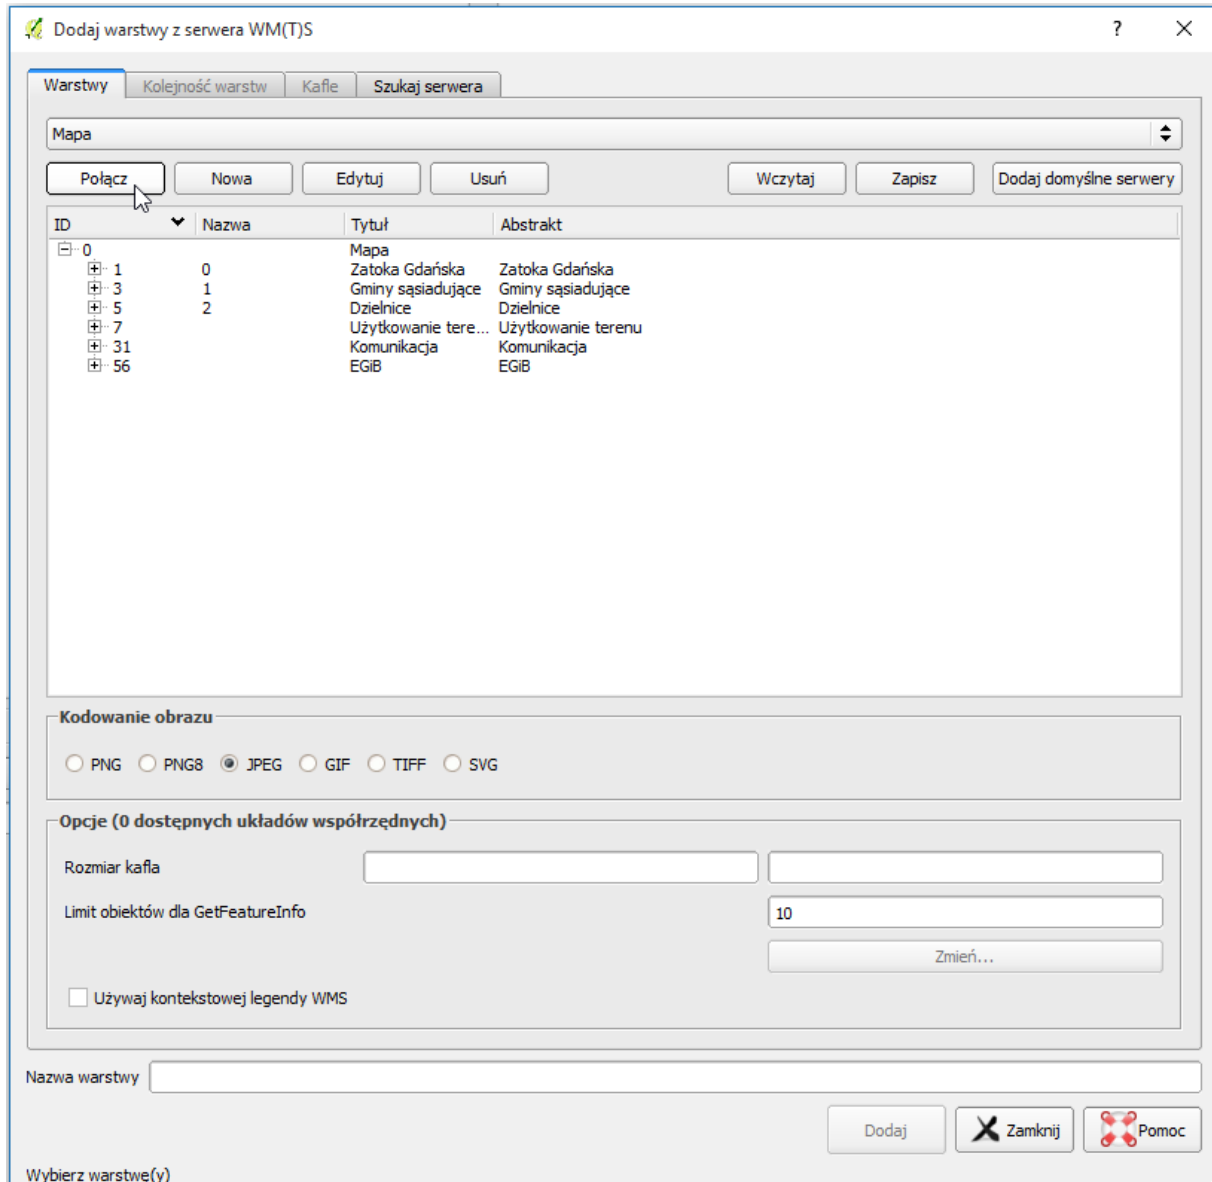 Dodaj warstwy z serwera WM(T)S ?
Warstwy Kolejność warstw Kafle Szukaj serwera
Mapa
Połącz Nowa Edytuj Usuń Wczytaj Zapisz Dodaj domyślne serwery
ID Nazwa Tytuł Abstrakt
0 Mapa
1 0 Zatoka Gdańska Zatoka Gdańska
3 1 Gminy sąsiadujące Gminy sąsiadujące
5 2 Dzielnice Dzielnice
7 Użytkowanie tere... Użytkowanie terenu
31 Komunikacja Komunikacja
56 EGiB EGiB
Kodowanie obrazu
PNG PNG8 JPEG GIF TIFF SVG
Opcje (0 dostępnych układów współrzędnych)
Rozmiar kafla
Limit obiektów dla GetFeatureInfo 10
Zmień...
Używaj kontekstowej legendy WMS
Nazwa warstwy
Dodaj Zamknij Pomoc
Wybierz warstwę(y)